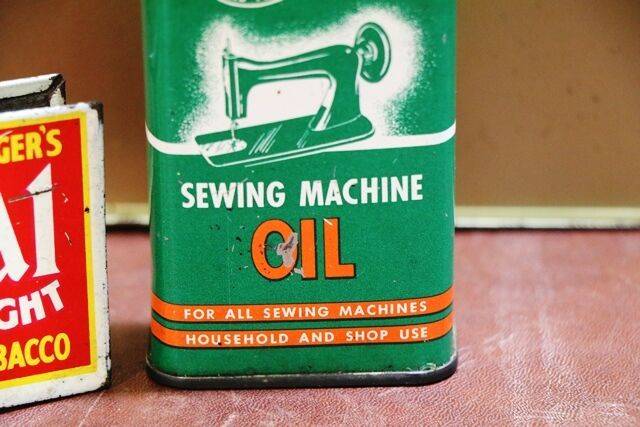 GER'S
GHT
BACCO
SEWING MACHINE
OIL
FOR ALL SEWING MACHINES
HOUSEHOLD AND SHOP USE